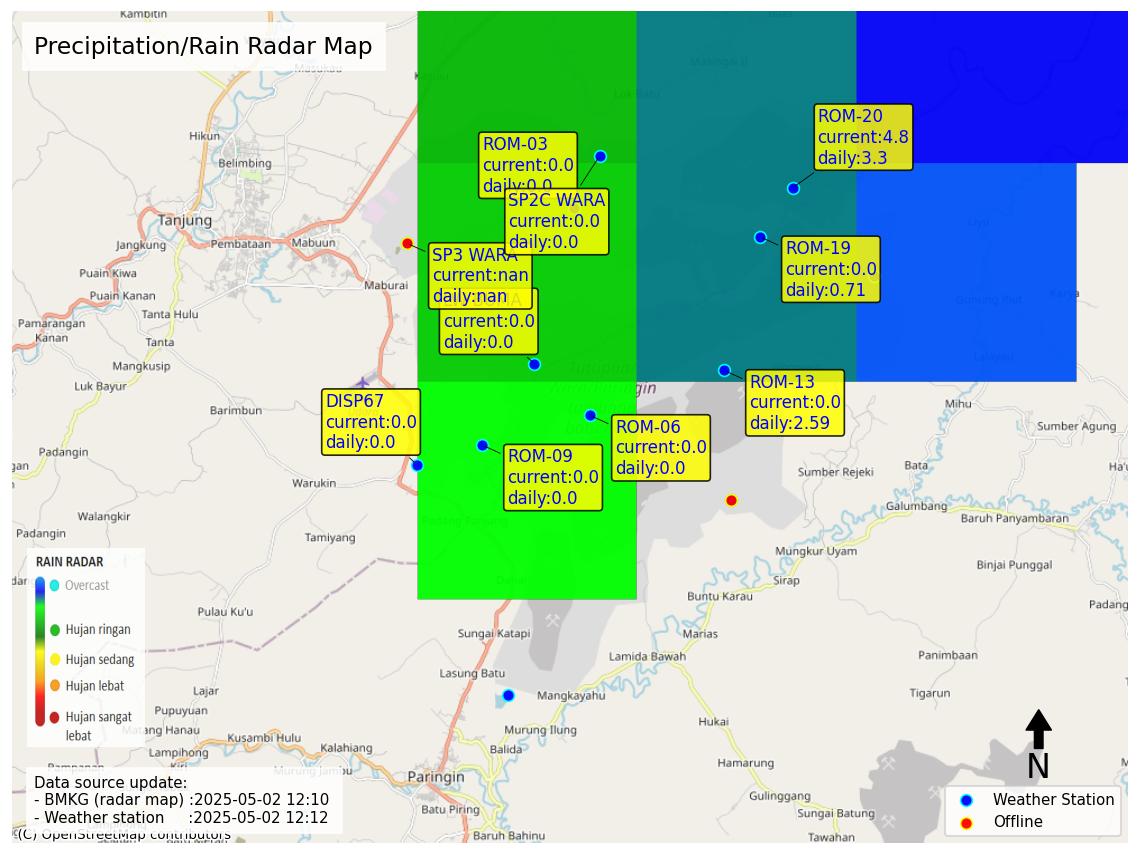 Kambitin
Precipitation/Rain Radar Map
Masukau
Kapuki
Makingkul
Lok Batu
Hikun
Belimbing
Tanjung
Jangkung
Pembataan
Mabuun
Maburai
Puain Kiwa
Puain Kanan
Tanta Hulu
Pamarangan
Kanan
Tanta
Mangkusip
Luk Bayur
Barimbun
Padangin
gan
Warukin
Walangkir
Padangin
Tamiyang
ROM-03
current:0.0
daily:0.0
SP2C WARA
current:0.0
daily:0.0
SP3 WARA
current:nan
daily:nan
current:0.0
daily:0.0
ROM-20
current:4.8
daily:3.3
ROM-19
current:0.0
daily:0.71
ROM-13
current:0.0
daily:2.59
DISP67
current:0.0
daily:0.0
ROM-06
current:0.0
daily:0.0
ROM-09
current:0.0
daily:0.0
Karya
Mihu
Sumber Agung
Sumber Rejeki
Bata
Galumbang
Baruh Panyambaran
Mungkur Uyam
Binjai Punggal
Sirap
Buntu Karau
Padang
Marias
Sungai Katapi
Lamida Bawah
Panimbaan
Lasung Batu
Mangkayahu
Tigarun
Murung Ilung
Hukai
Balida
Hamarung
Paringin
Gulinggang
Batu Piring
Sungai Batung
Baruh Bahinu
Tawahan
Pulau Ku'u
Lajar
Pupuyuan
Matang Hanau
Lampihong
Kusambi Hulu
Kalahiang
Murung Jambu
RAIN RADAR
Overcast
Hujan ringan
Hujan sedang
Hujan lebat
Hujan sangat
lebat
Data source update:
- BMKG (radar map) :2025-05-02 12:10
- Weather station :2025-05-02 12:12
(C) OpenStreetMap contributors
N
Weather Station
Offline